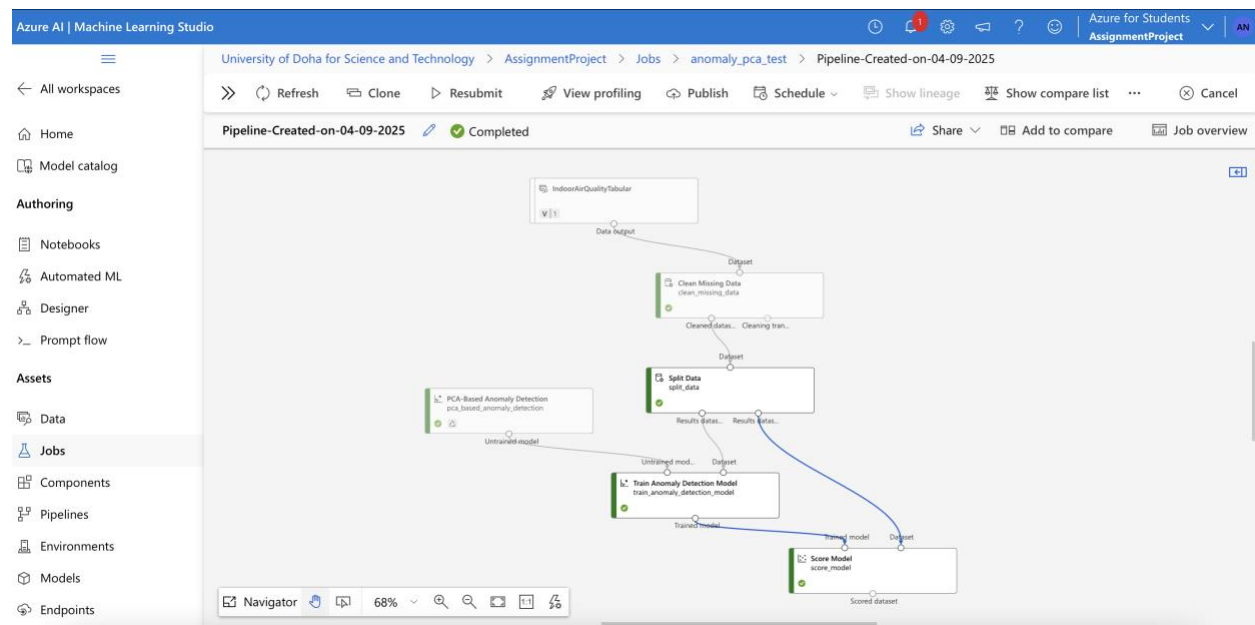 Azure AI | Machine Learning Studio
1
Azure for Students
AssignmentProject
AN
University of Doha for Science and Technology > AssignmentProject > Jobs > anomaly_pca_test > Pipeline-Created-on-04-09-2025
All workspaces
Home
Model catalog
Authoring
Notebooks
Automated ML
Designer
Prompt flow
Assets
Data
Jobs
Components
Pipelines
Environments
Models
Endpoints
Refresh
Clone
Resubmit
View profiling
Publish
Schedule
Show lineage
Show compare list
Cancel
Pipeline-Created-on-04-09-2025
Completed
Share
Add to compare
Job overview
IndoorAirQualityTabular
V 1
Data output
Dataset
Clean Missing Data
clean_missing_data
Cleaned datas... Cleaning tran...
Dataset
Split Data
split_data
Results datas... Results datas...
PCA-Based Anomaly Detection
pca_based_anomaly_detection
Untrained model
Untrained mod... Dataset
Train Anomaly Detection Model
train_anomaly_detection_model
Trained model
Trained model Dataset
Score Model
score_model
Scored dataset
Navigator
68%
1:1